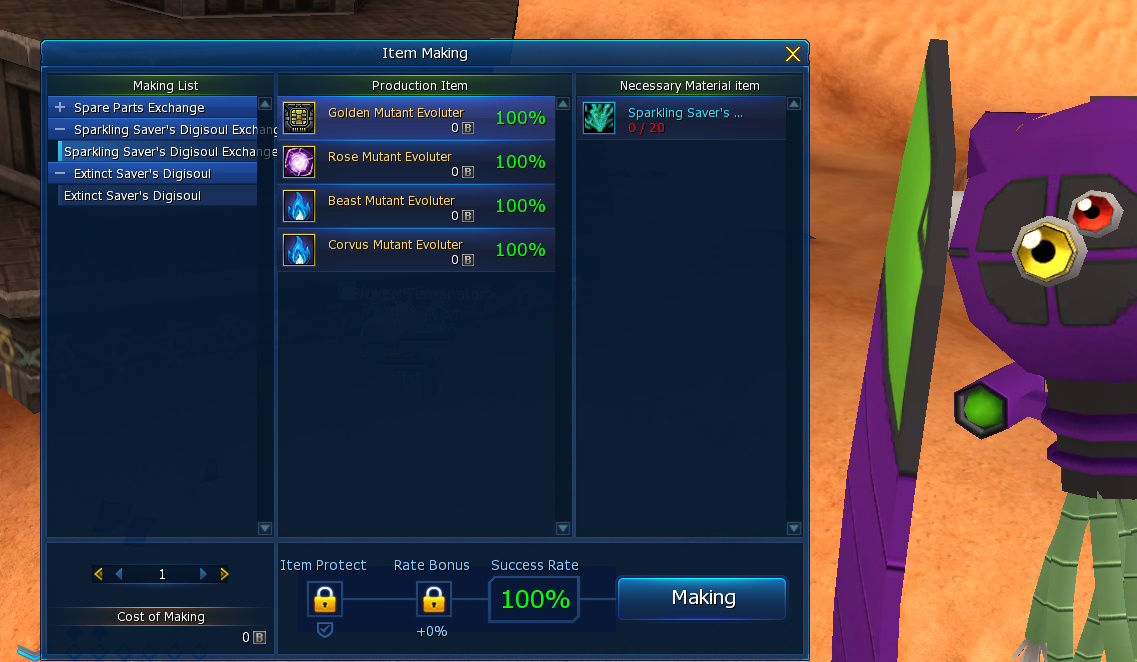 Item Making
Making List
Spare Parts Exchange
Sparkling Saver's Digisoul Exchang
Sparkling Saver's Digisoul Exchange
Extinct Saver's Digisoul
Extinct Saver's Digisoul
Production Item
Golden Mutant Evoluter
0 B
100%
Rose Mutant Evoluter
0 B
100%
Beast Mutant Evoluter
0 B
100%
Corvus Mutant Evoluter
0 B
100%
Necessary Material item
Sparkling Saver's ...
0 / 20
1
Cost of Making
0 B
Item Protect
Rate Bonus
+0%
Success Rate
100%
Making